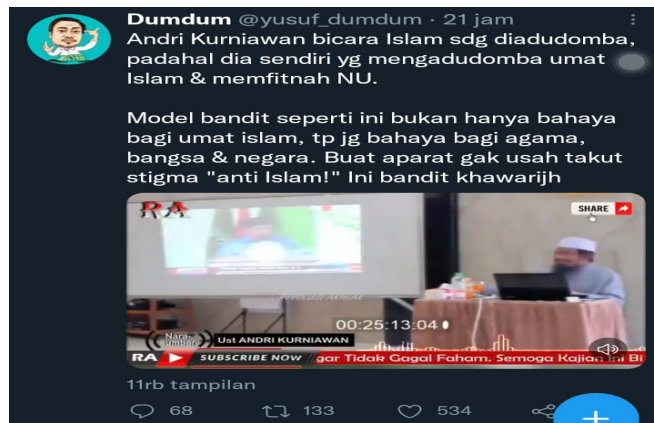 Dumdum @yusuf_dumdum · 21 jam
Andri Kurniawan bicara Islam sdg diadudomba,
padahal dia sendiri yg mengadudomba umat
Islam & memfitnah NU.
Model bandit seperti ini bukan hanya bahaya
bagi umat islam, tp jg bahaya bagi agama,
bangsa & negara. Buat aparat gak usah takut
stigma "anti Islam!" Ini bandit khawarijh
RA
SHARE
00:25:13:04
Nara-
sumber
Ust ANDRI KURNIAWAN
RA SUBSCRIBE NOW gar Tidak Gagal Faham. Semoga Kajian Ini Bi
11rb tampilan
68 133 534